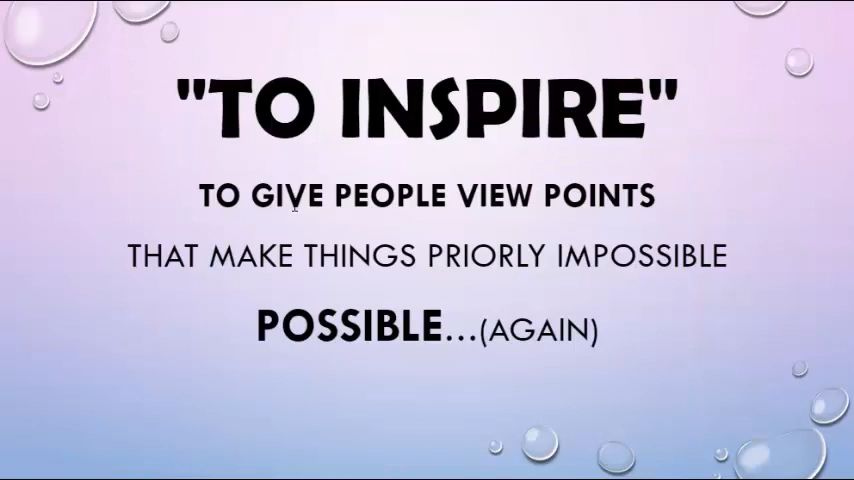 "TO INSPIRE"
TO GIVE PEOPLE VIEW POINTS
THAT MAKE THINGS PRIORLY IMPOSSIBLE
POSSIBLE...(AGAIN)